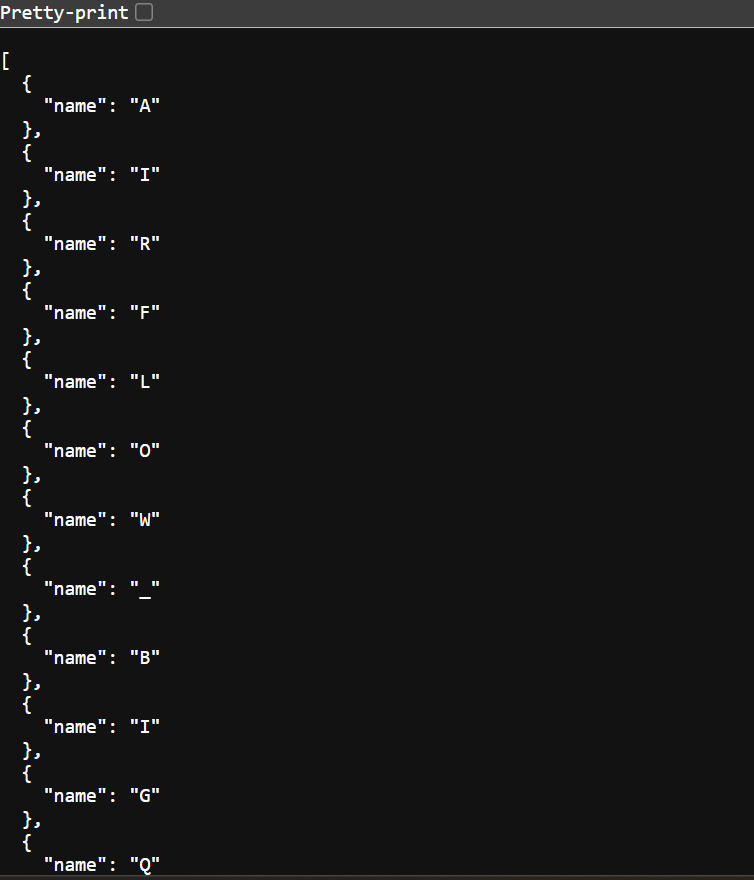 Pretty-print
[
  {
    "name": "A"
  },
  {
    "name": "I"
  },
  {
    "name": "R"
  },
  {
    "name": "F"
  },
  {
    "name": "L"
  },
  {
    "name": "O"
  },
  {
    "name": "W"
  },
  {
    "name": "_"
  },
  {
    "name": "B"
  },
  {
    "name": "I"
  },
  {
    "name": "G"
  },
  {
    "name": "Q"